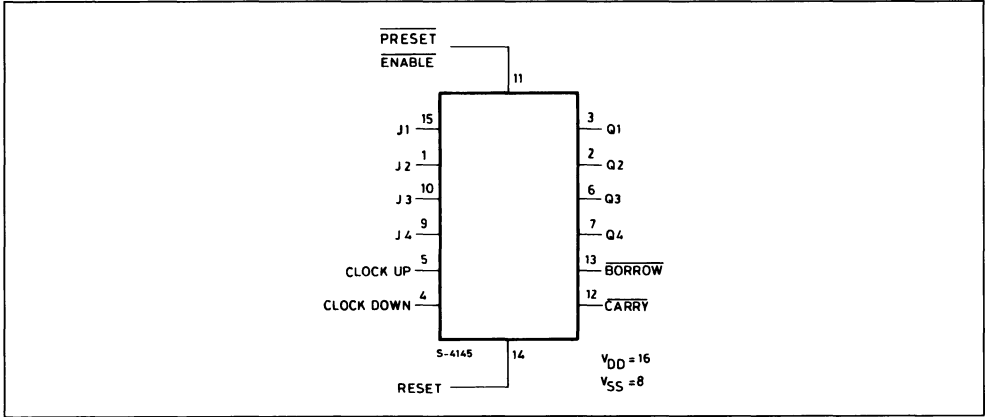 PRESET
ENABLE
11
J1 15
J2 1
J3 10
J4 9
CLOCK UP 5
CLOCK DOWN 4
3 Q1
2 Q2
6 Q3
7 Q4
13 BORROW
12 CARRY
S-4145
14
RESET
VDD = 16
VSS = 8